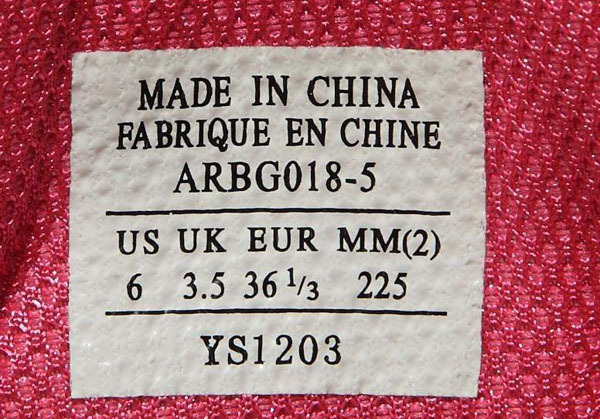 MADE IN CHINA
FABRIQUE EN CHINE
ARBG018-5
US UK EUR MM(2)
6 3.5 36 1/3 225
YS1203